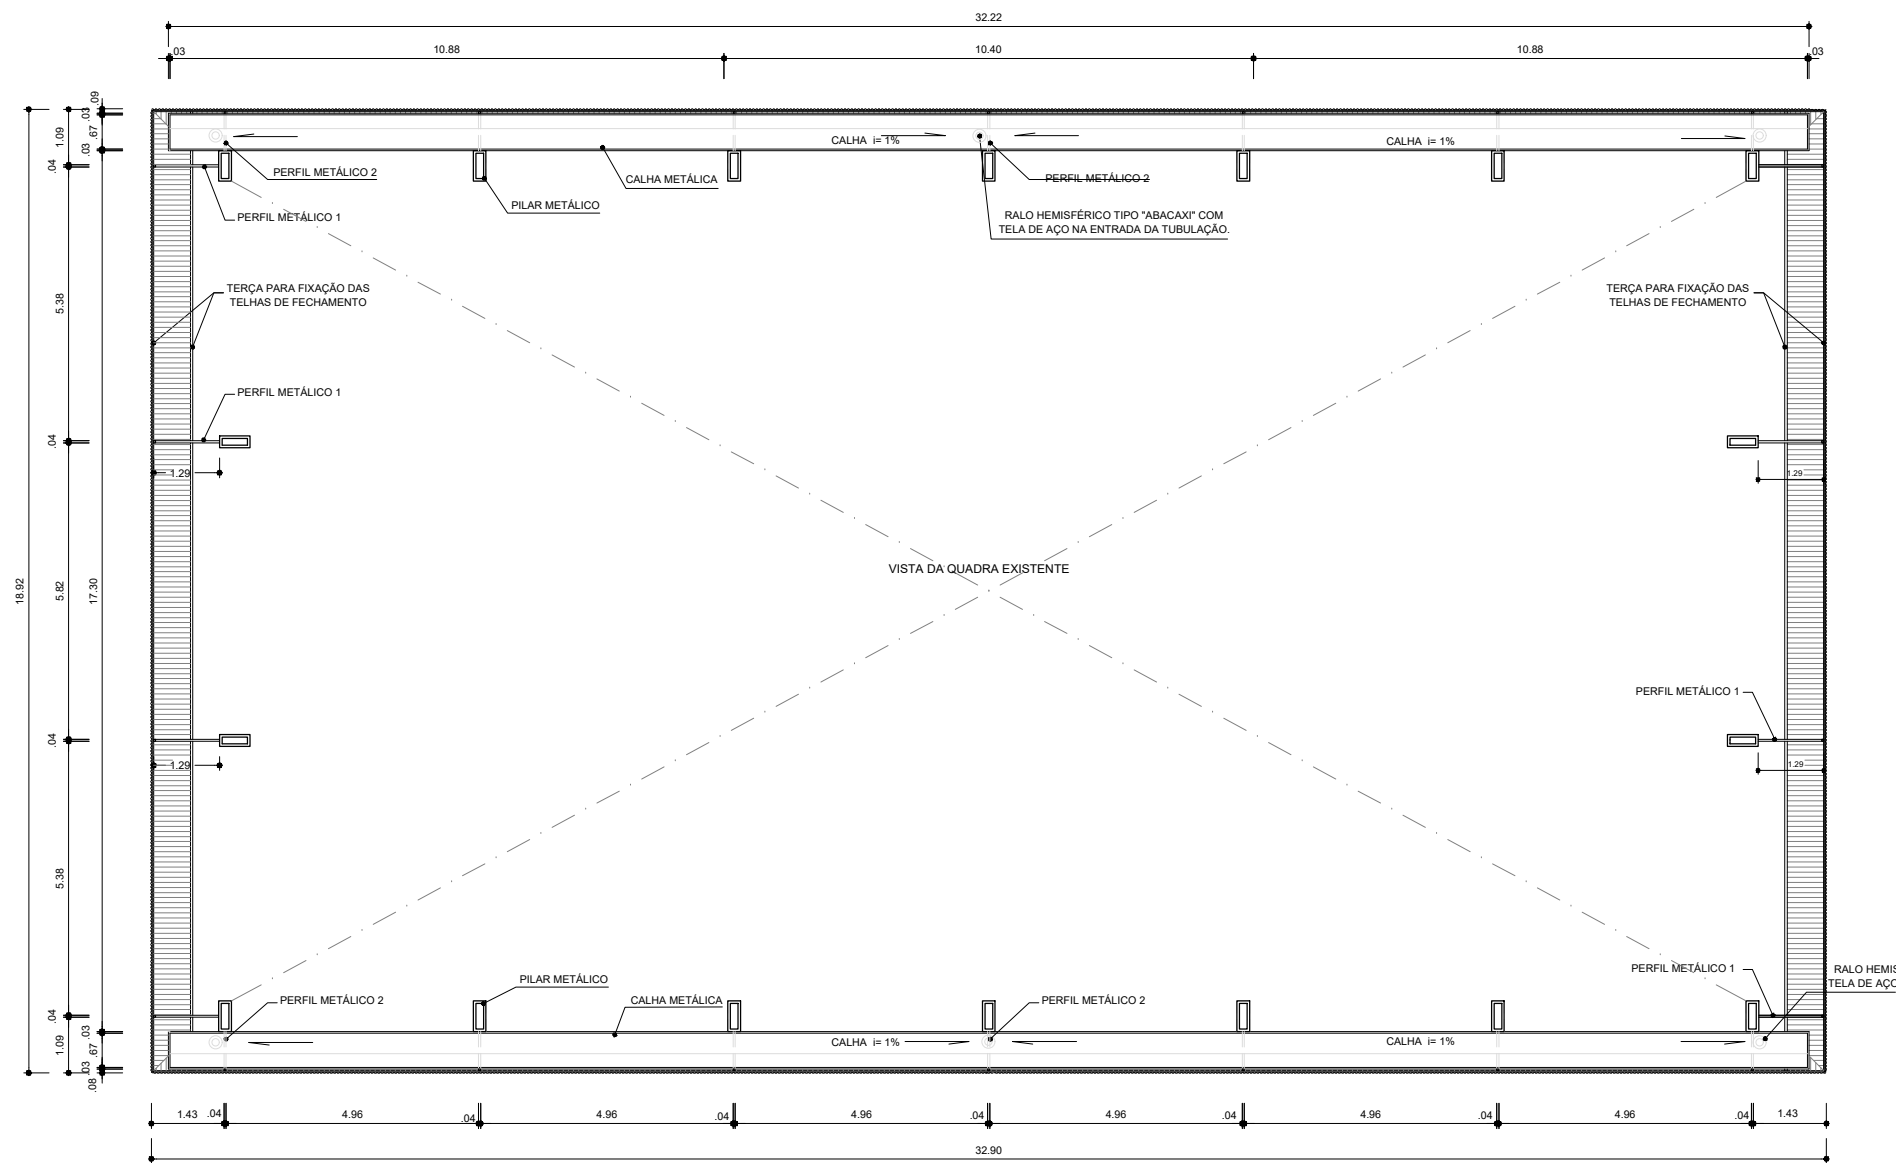 32.22
.03 10.88 10.40 10.88 .03
.09
.03
.67
.03
1.09
.04
CALHA i= 1%
CALHA i= 1%
PERFIL METÁLICO 2
CALHA METÁLICA
PERFIL METÁLICO 2
PILAR METÁLICO
PERFIL METÁLICO 1
RALO HEMISFÉRICO TIPO "ABACAXI" COM
TELA DE AÇO NA ENTRADA DA TUBULAÇÃO.
TERÇA PARA FIXAÇÃO DAS
TELHAS DE FECHAMENTO
TERÇA PARA FIXAÇÃO DAS
TELHAS DE FECHAMENTO
5.38
PERFIL METÁLICO 1
.04
1.29
1.29
VISTA DA QUADRA EXISTENTE
18.92
5.82
17.30
PERFIL METÁLICO 1
.04
1.29
1.29
5.38
PERFIL METÁLICO 1
RALO HEMIS
TELA DE AÇO
PILAR METÁLICO
PERFIL METÁLICO 2
CALHA METÁLICA
PERFIL METÁLICO 2
.04
.03
1.09
.67
.03
.08
CALHA i= 1%
CALHA i= 1%
1.43 .04 4.96 .04 4.96 .04 4.96 .04 4.96 .04 4.96 .04 4.96 .04 1.43
32.90